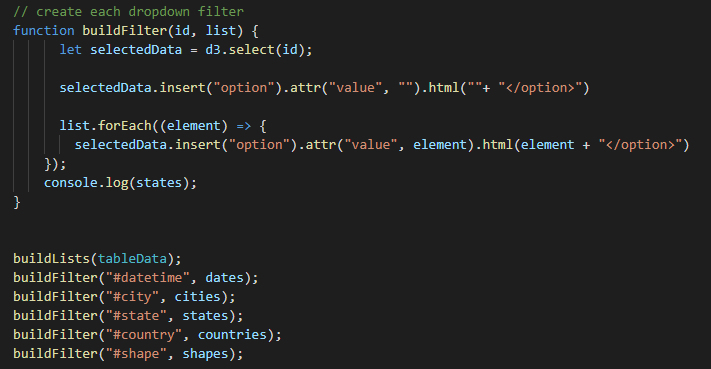 // create each dropdown filter
function buildFilter(id, list) {
let selectedData = d3.select(id);
selectedData.insert("option").attr("value", "").html(""+ "</option>")
list.forEach((element) => {
selectedData.insert("option").attr("value", element).html(element + "</option>")
});
console.log(states);
}
buildLists(tableData);
buildFilter("#datetime", dates);
buildFilter("#city", cities);
buildFilter("#state", states);
buildFilter("#country", countries);
buildFilter("#shape", shapes);